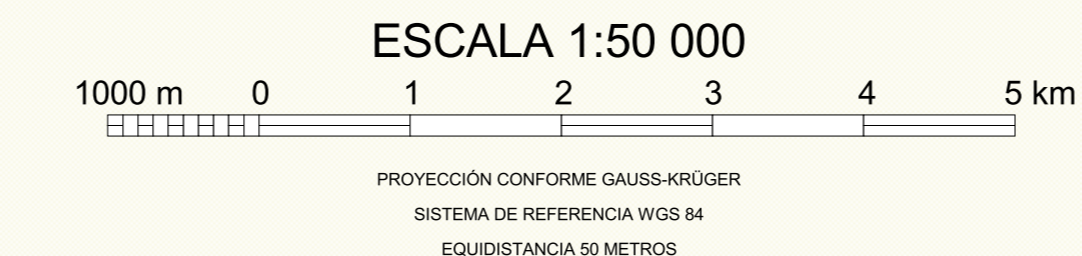 ESCALA 1:50 000
1000 m 0 1 2 3 4 5 km
PROYECCIÓN CONFORME GAUSS-KRÜGER
SISTEMA DE REFERENCIA WGS 84
EQUIDISTANCIA 50 METROS